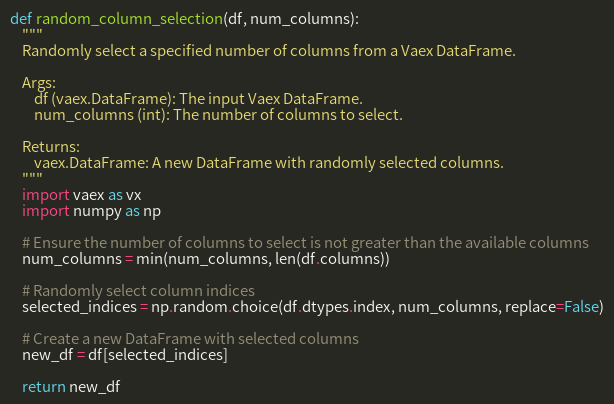 def random_column_selection(df, num_columns):
    """
    Randomly select a specified number of columns from a Vaex DataFrame.

    Args:
        df (vaex.DataFrame): The input Vaex DataFrame.
        num_columns (int): The number of columns to select.

    Returns:
        vaex.DataFrame: A new DataFrame with randomly selected columns.
    """
    import vaex as vx
    import numpy as np

    # Ensure the number of columns to select is not greater than the available columns
    num_columns = min(num_columns, len(df.columns))

    # Randomly select column indices
    selected_indices = np.random.choice(df.dtypes.index, num_columns, replace=False)

    # Create a new DataFrame with selected columns
    new_df = df[selected_indices]

    return new_df